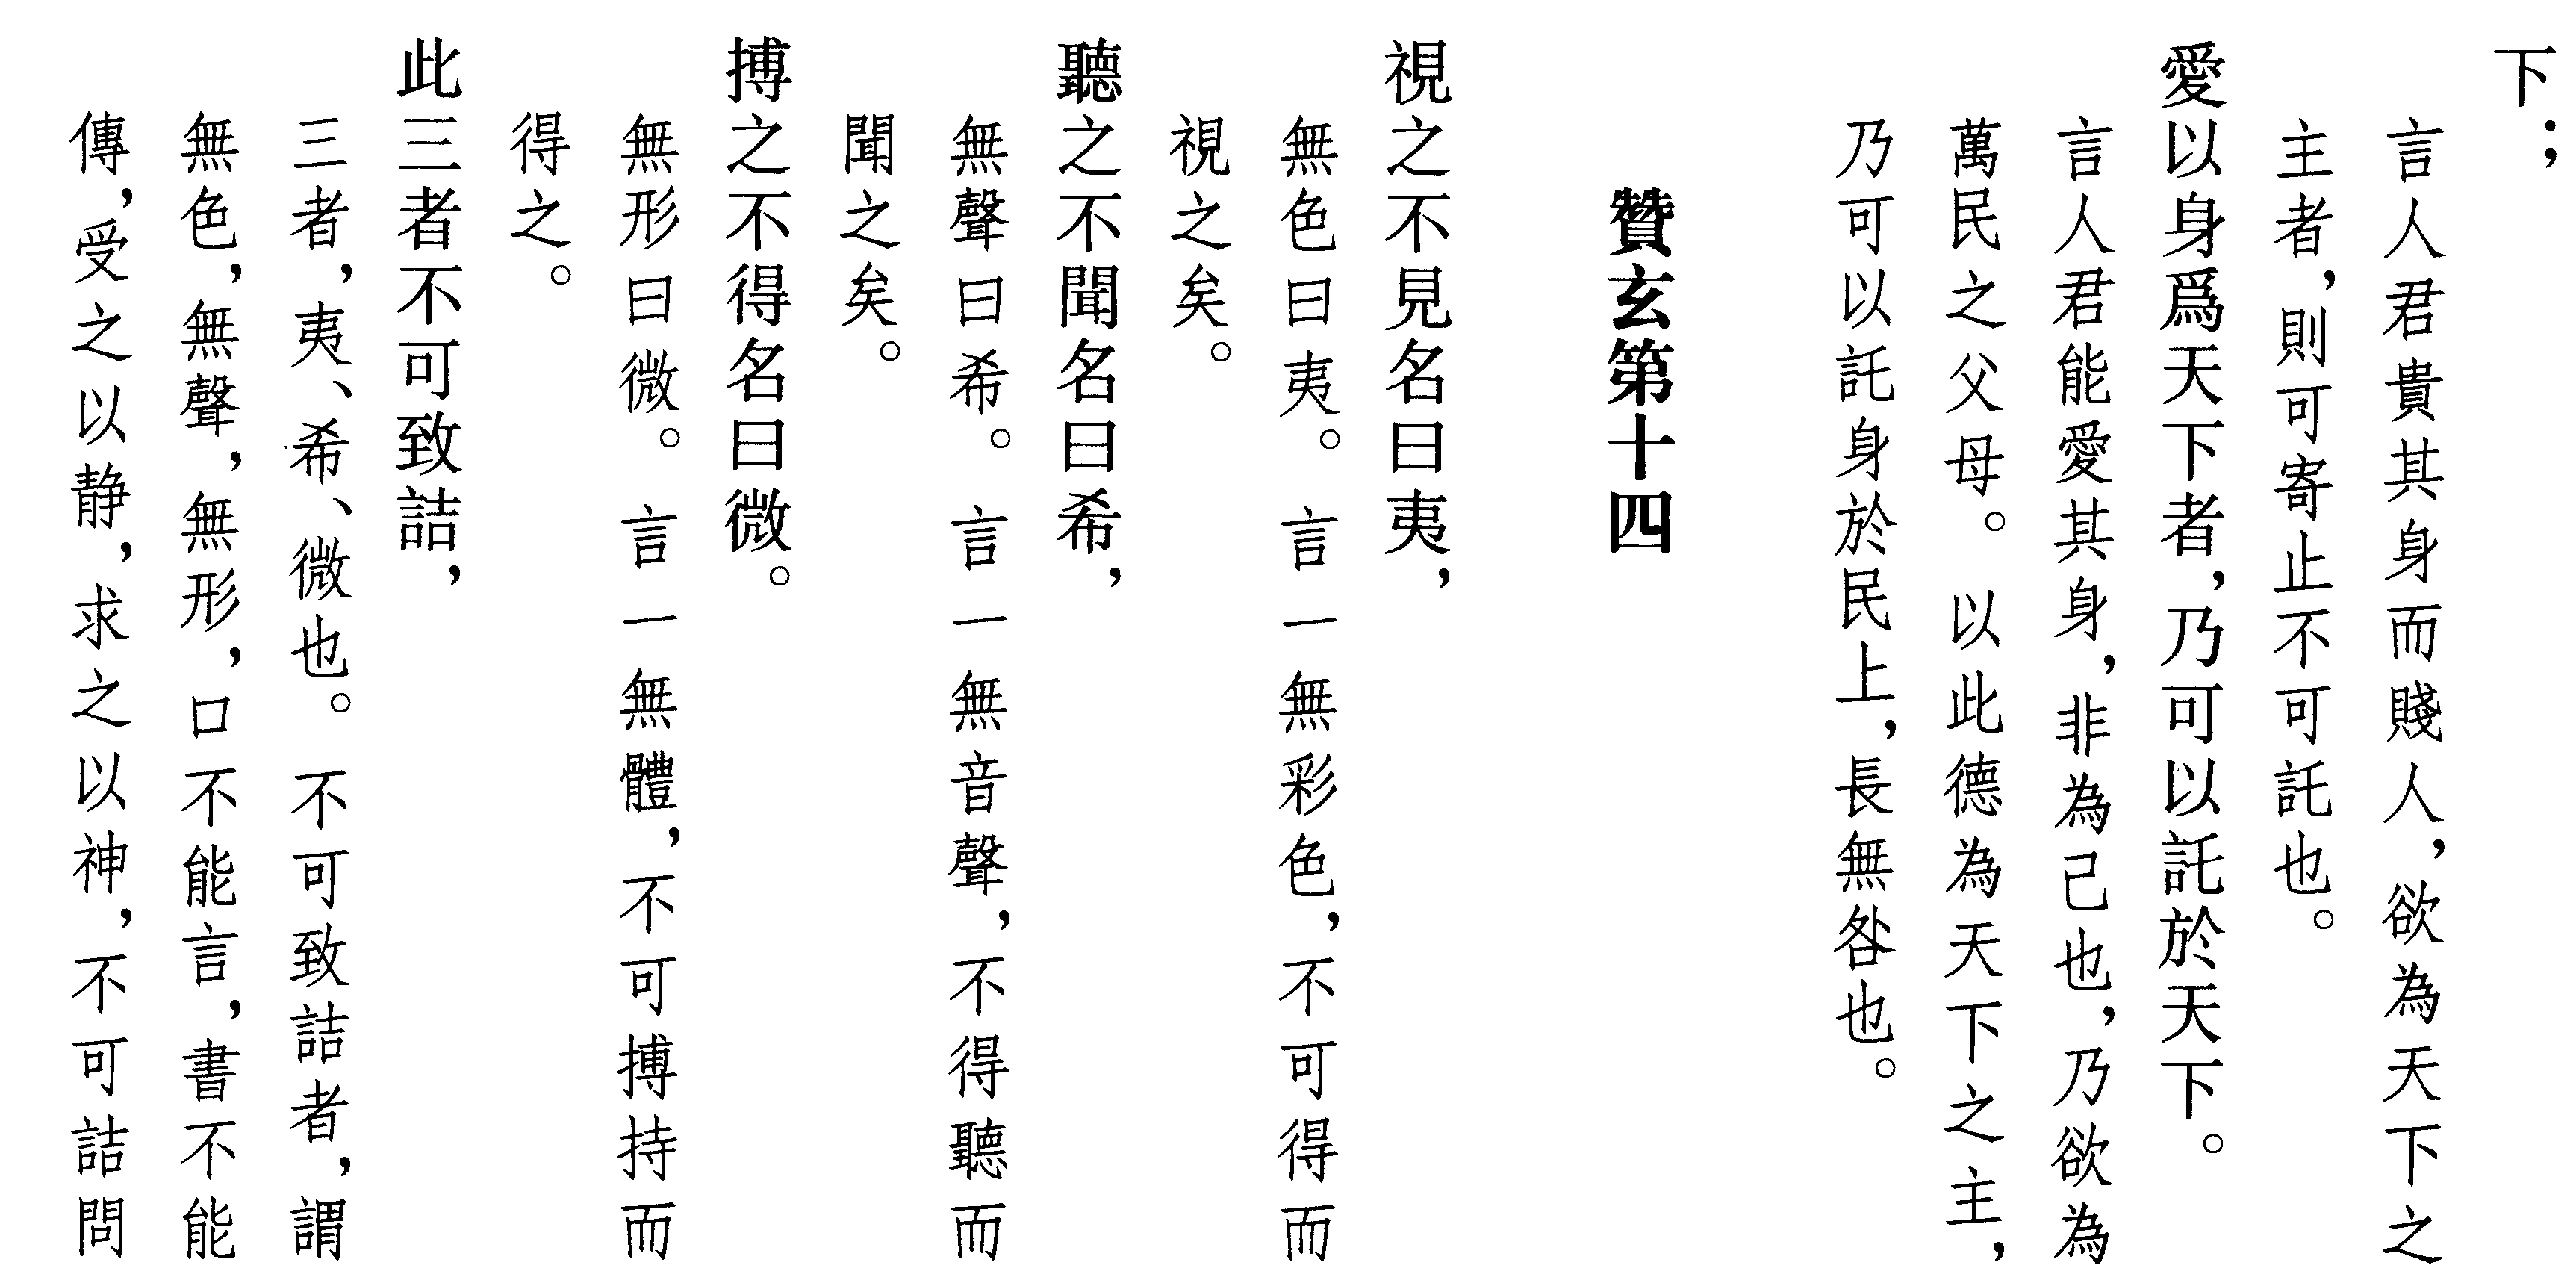 下；
言人君貴其身而賤人，欲為天下之
主者，則可寄止不可託也。
愛以身爲天下者，乃可以託於天下。
言人君能愛其身，非為己也，乃欲為
萬民之父母。以此德為天下之主，
乃可以託身於民上，長無咎也。
贊玄第十四
視之不見名曰夷，
無色曰夷。言一無彩色，不可得而
視之矣。
聽之不聞名曰希，
無聲曰希。言一無音聲，不得聽而
聞之矣。
搏之不得名曰微。
無形曰微。言一無體，不可搏持而
得之。
此三者不可致詰，
三者，夷、希、微也。不可致詰者，謂
無色，無聲，無形，口不能言，書不能
傳，受之以静，求之以神，不可詰問